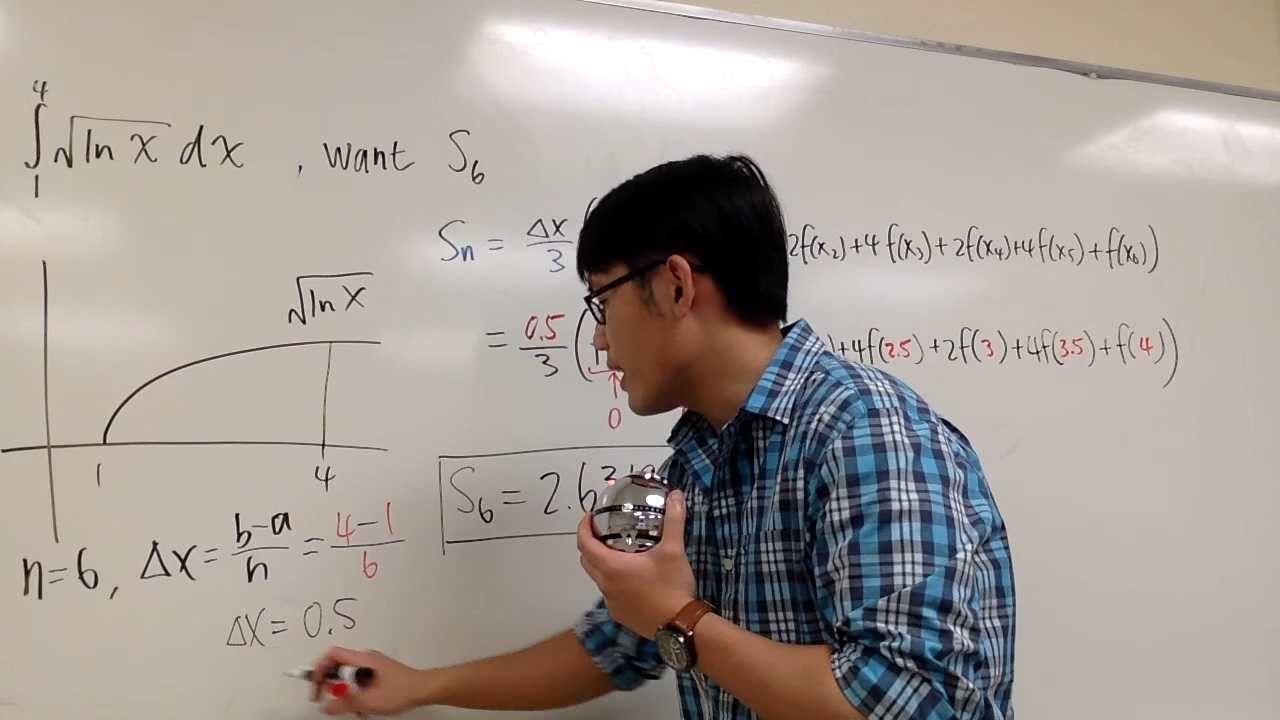 ∫₁⁴ √ln x dx , want S₆
Sₙ = Δx/3 ( 2f(x₂)+4f(x₃)+2f(x₄)+4f(x₅)+f(x₆))
√ln x
= 0.5/3 ( )+4f(2.5)+2f(3)+4f(3.5)+f(4))
0
1 4
S₆ = 2.6
n=6, Δx = b-a/n = 4-1/6
Δx = 0.5